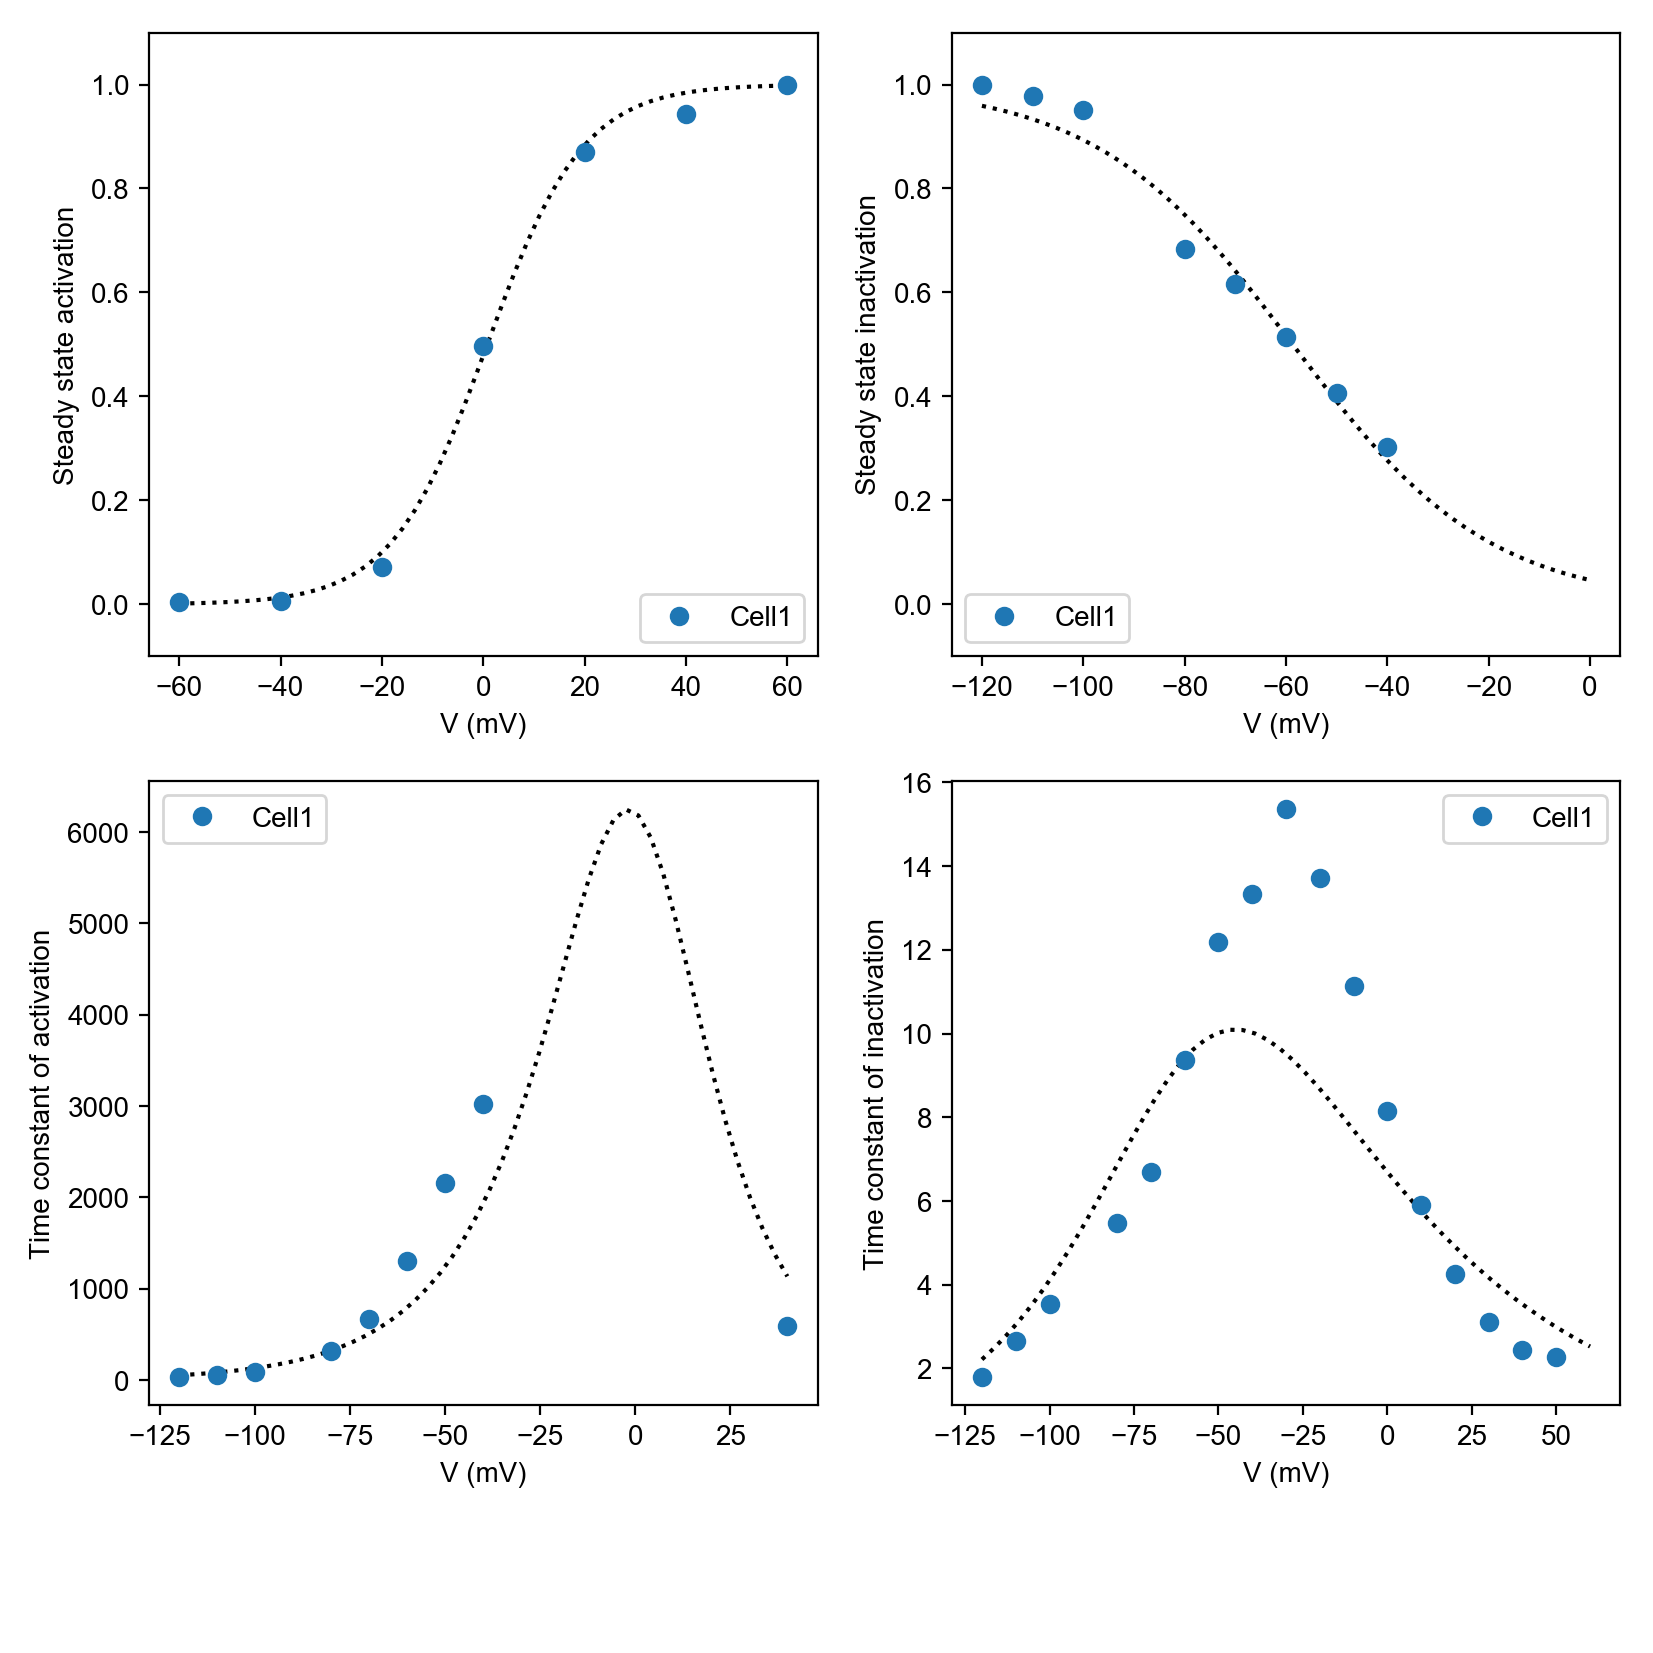 Steady state activation
1.0
0.8
0.6
0.4
0.2
0.0
Cell1
−60 −40 −20 0 20 40 60
V (mV)
Steady state inactivation
1.0
0.8
0.6
0.4
0.2
0.0
Cell1
−120 −100 −80 −60 −40 −20 0
V (mV)
Time constant of activation
6000
5000
4000
3000
2000
1000
0
Cell1
−125 −100 −75 −50 −25 0 25
V (mV)
Time constant of inactivation
16
14
12
10
8
6
4
2
Cell1
−125 −100 −75 −50 −25 0 25 50
V (mV)